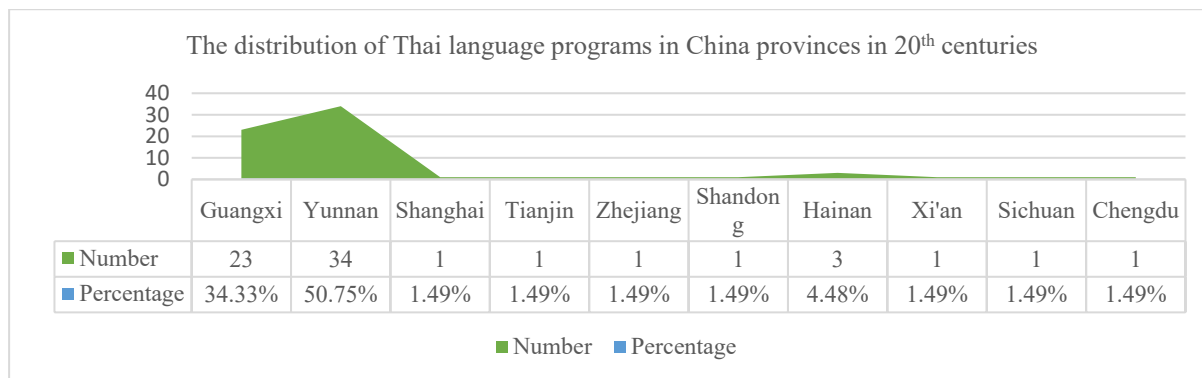 The distribution of Thai language programs in China provinces in 20th centuries
40
30
20
10
0
Guangxi Yunnan Shanghai Tianjin Zhejiang Shandong Hainan Xi'an Sichuan Chengdu
Number 23 34 1 1 1 1 3 1 1 1
Percentage 34.33% 50.75% 1.49% 1.49% 1.49% 1.49% 4.48% 1.49% 1.49% 1.49%
Number Percentage